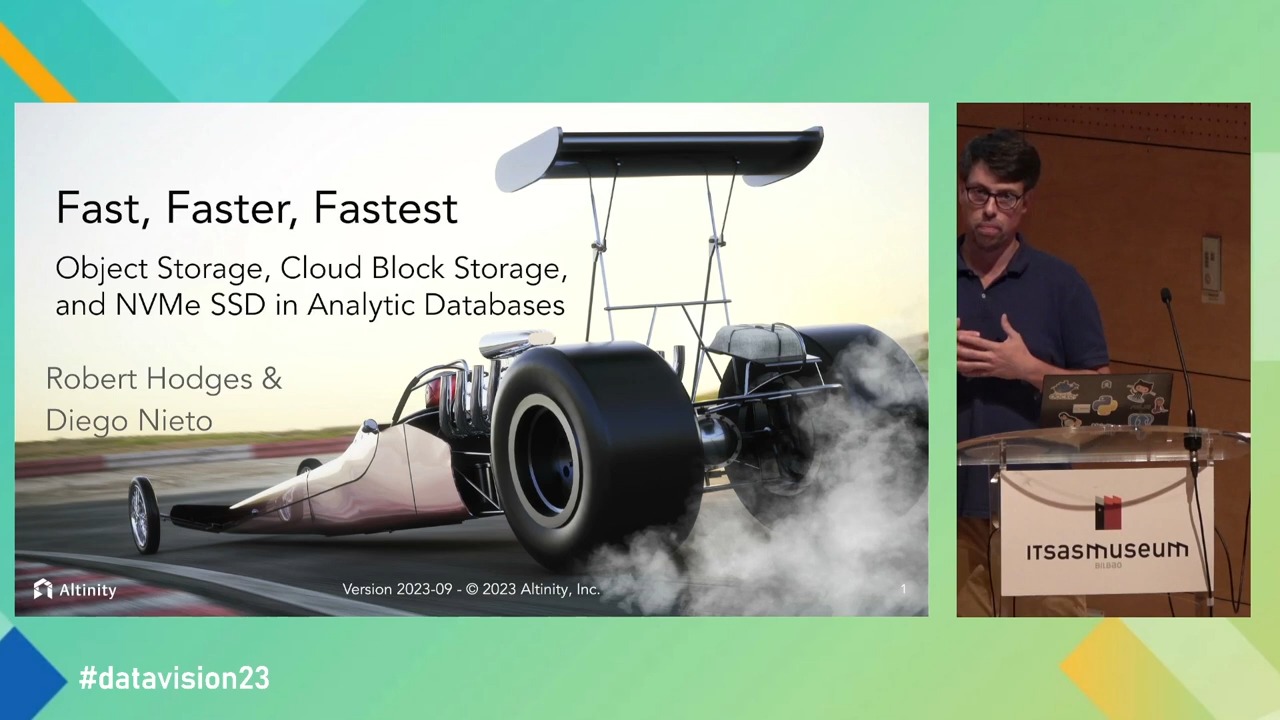 Fast, Faster, Fastest
Object Storage, Cloud Block Storage,
and NVMe SSD in Analytic Databases
Robert Hodges &
Diego Nieto
Altinity
Version 2023-09 - © 2023 Altinity, Inc.
1
ITSASMUSEUM
BILBAO
#datavision23